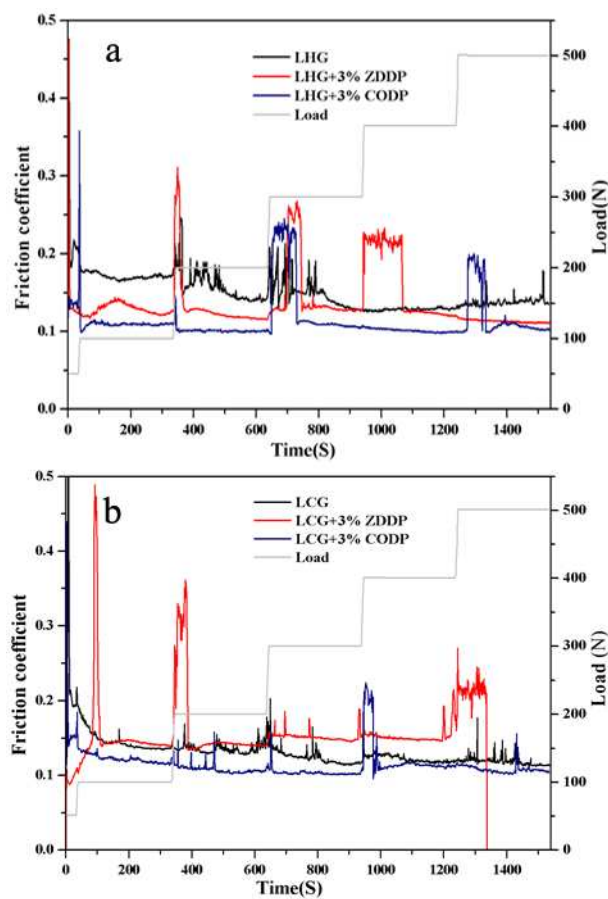 a
LHG
LHG+3% ZDDP
LHG+3% CODP
Load
Friction coefficient
0.5
0.4
0.3
0.2
0.1
0.0
500
400
300
200
100
0
Load(N)
0 200 400 600 800 1000 1200 1400
Time(S)
b
LCG
LCG+3% ZDDP
LCG+3% CODP
Load
Friction coefficient
0.5
0.4
0.3
0.2
0.1
0.0
500
400
300
200
100
0
Load (N)
0 200 400 600 800 1000 1200 1400
Time(S)